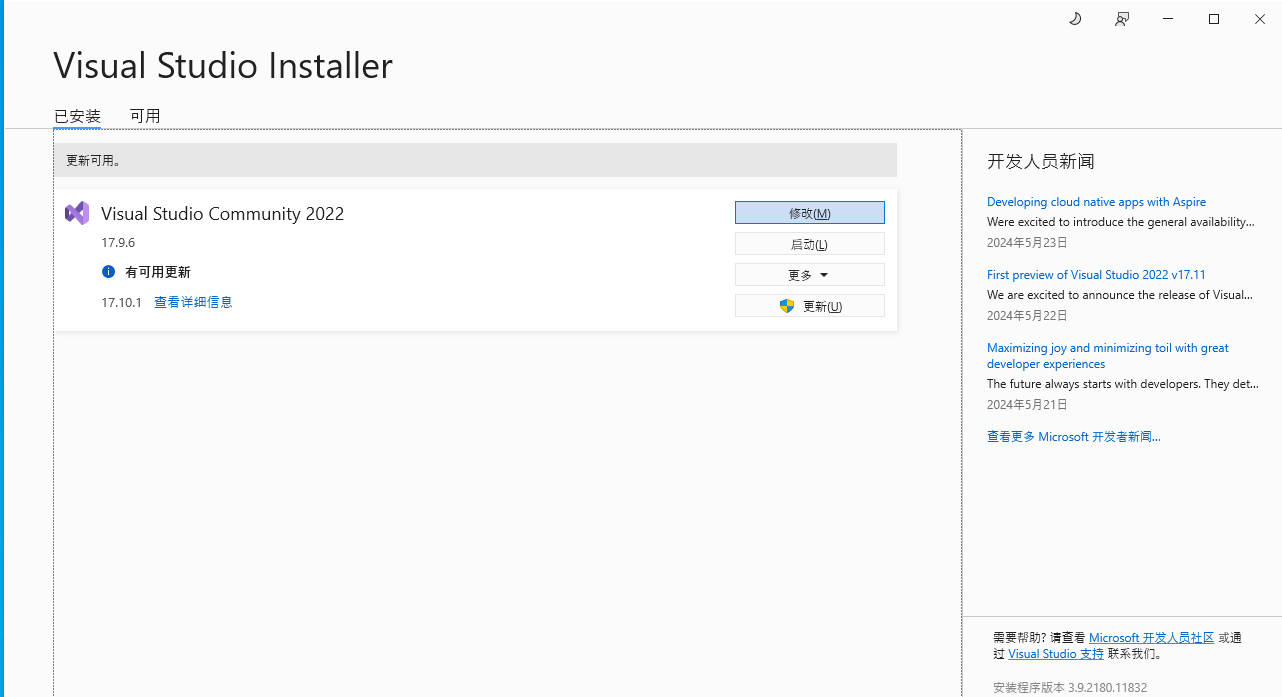 Visual Studio Installer
已安装
可用
更新可用。
Visual Studio Community 2022
17.9.6
有可用更新
17.10.1 查看详细信息
修改(M)
启动(L)
更多
更新(U)
开发人员新闻
Developing cloud native apps with Aspire
Were excited to introduce the general availability...
2024年5月23日
First preview of Visual Studio 2022 v17.11
We are excited to announce the release of Visual...
2024年5月22日
Maximizing joy and minimizing toil with great
developer experiences
The future always starts with developers. They det...
2024年5月21日
查看更多 Microsoft 开发者新闻...
需要帮助? 请查看 Microsoft 开发人员社区 或通
过 Visual Studio 支持 联系我们。
安装程序版本 3.9.2180.11832